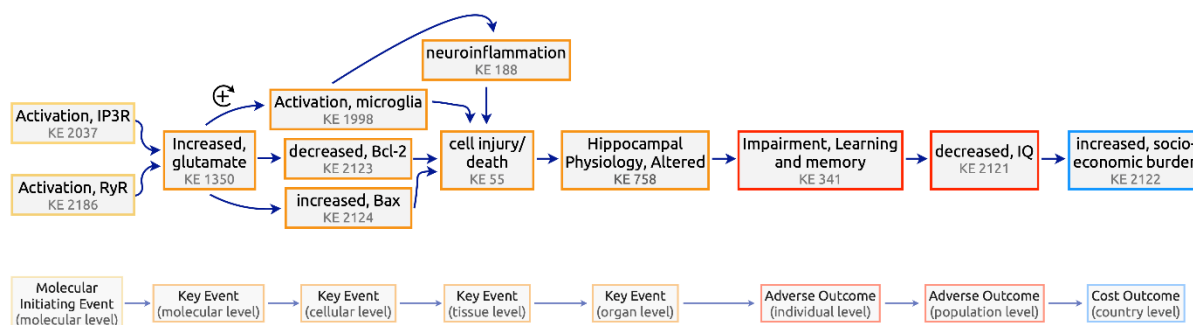 neuroinflammation
KE 188
Activation, IP3R
KE 2037
Activation, microglia
KE 1998
Increased,
glutamate
KE 1350
decreased, Bcl-2
KE 2123
cell injury/
death
KE 55
Hippocampal
Physiology, Altered
KE 758
Impairment, Learning
and memory
KE 341
decreased, IQ
KE 2121
increased, socio-
economic burden
KE 2122
Activation, RyR
KE 2186
increased, Bax
KE 2124
Molecular
Initiating Event
(molecular level)
Key Event
(molecular level)
Key Event
(cellular level)
Key Event
(tissue level)
Key Event
(organ level)
Adverse Outcome
(individual level)
Adverse Outcome
(population level)
Cost Outcome
(country level)